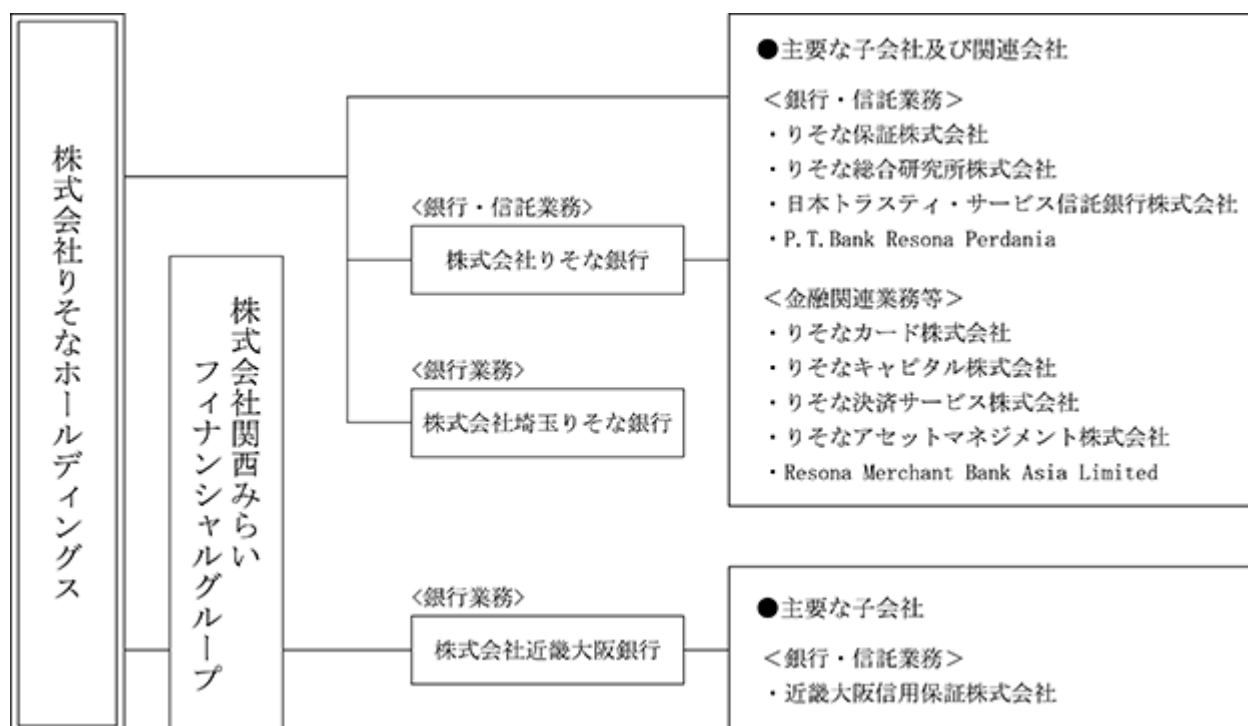 株式会社りそなホールディングス
株式会社関西みらい
フィナンシャルグループ
<銀行・信託業務>
株式会社りそな銀行
<銀行業務>
株式会社埼玉りそな銀行
<銀行業務>
株式会社近畿大阪銀行
●主要な子会社及び関連会社
＜銀行・信託業務＞
・りそな保証株式会社
・りそな総合研究所株式会社
・日本トラスティ・サービス信託銀行株式会社
・P.T.Bank Resona Perdania
＜金融関連業務等＞
・りそなカード株式会社
・りそなキャピタル株式会社
・りそな決済サービス株式会社
・りそなアセットマネジメント株式会社
・Resona Merchant Bank Asia Limited
●主要な子会社
＜銀行・信託業務＞
・近畿大阪信用保証株式会社